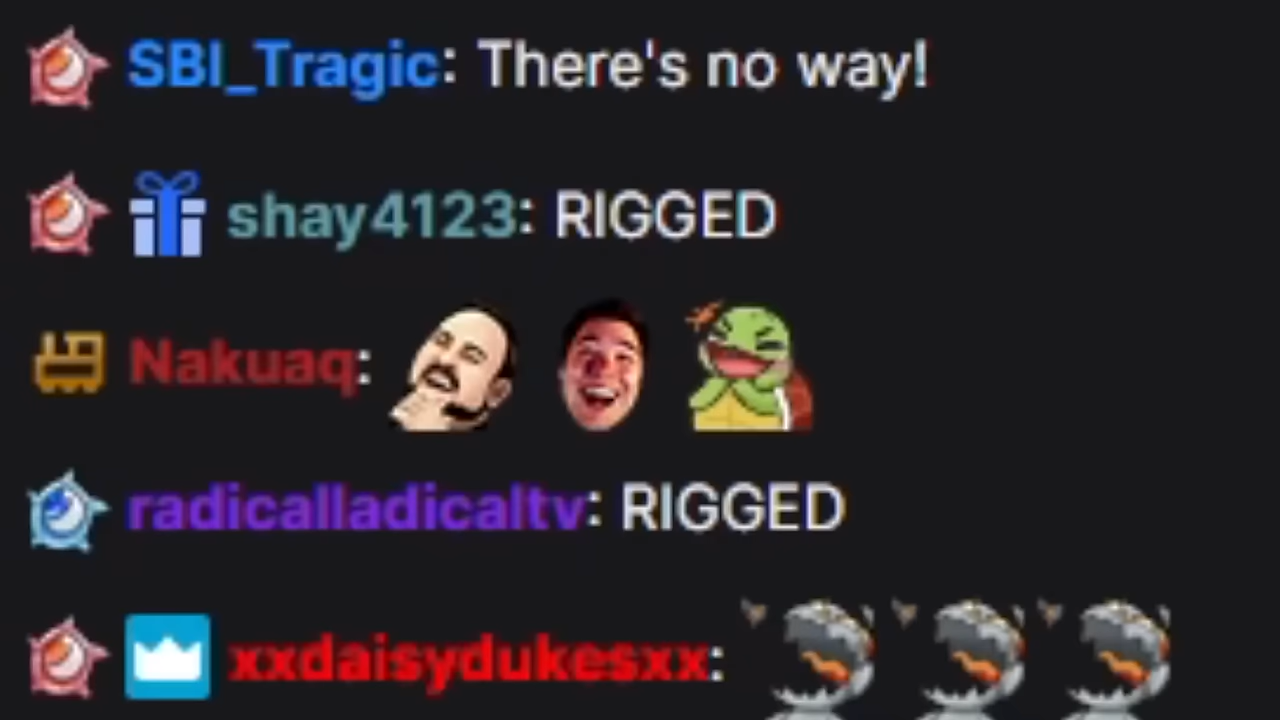 SBI_Tragic: There's no way!
shay4123: RIGGED
Nakuaq:
radicalladicaltv: RIGGED
xxdaisydukesxx: